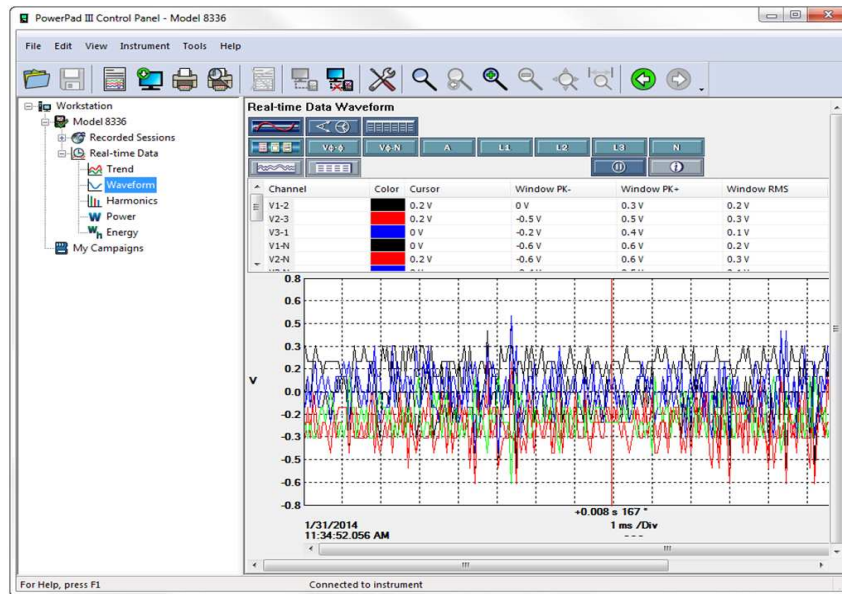 PowerPad III Control Panel - Model 8336
File Edit View Instrument Tools Help
Workstation
Model 8336
Recorded Sessions
Real-time Data
Trend
Waveform
Harmonics
W Power
Wh Energy
My Campaigns
Real-time Data Waveform
Vϕ-ϕ Vϕ-N A L1 L2 L3 N
Channel Color Cursor Window PK- Window PK+ Window RMS
V1-2 0.2 V 0 V 0.3 V 0.2 V
V2-3 0.2 V -0.5 V 0.5 V 0.3 V
V3-1 0 V -0.2 V 0.4 V 0.1 V
V1-N 0 V -0.6 V 0.6 V 0.2 V
V2-N 0.2 V -0.6 V 0.6 V 0.3 V
0.8
0.6
0.5
0.3
0.2
V
0.0
-0.2
-0.3
-0.5
-0.6
-0.8
+0.008 s 167 °
1/31/2014 1 ms /Div
11:34:52.056 AM ---
For Help, press F1 Connected to instrument